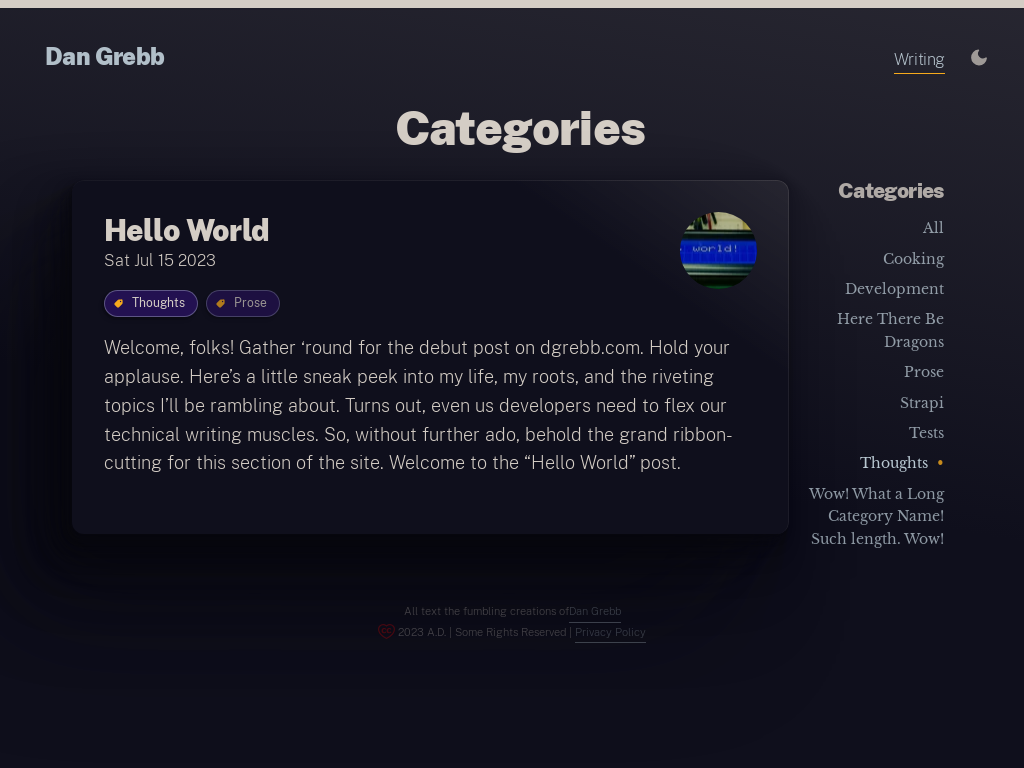 Dan Grebb
Writing
Categories
Hello World
Sat Jul 15 2023
world!
Thoughts
Prose
Welcome, folks! Gather ‘round for the debut post on dgrebb.com. Hold your
applause. Here’s a little sneak peek into my life, my roots, and the riveting
topics I’ll be rambling about. Turns out, even us developers need to flex our
technical writing muscles. So, without further ado, behold the grand ribbon-
cutting for this section of the site. Welcome to the “Hello World” post.
Categories
All
Cooking
Development
Here There Be
Dragons
Prose
Strapi
Tests
Thoughts •
Wow! What a Long
Category Name!
Such length. Wow!
All text the fumbling creations ofDan Grebb
2023 A.D. | Some Rights Reserved | Privacy Policy